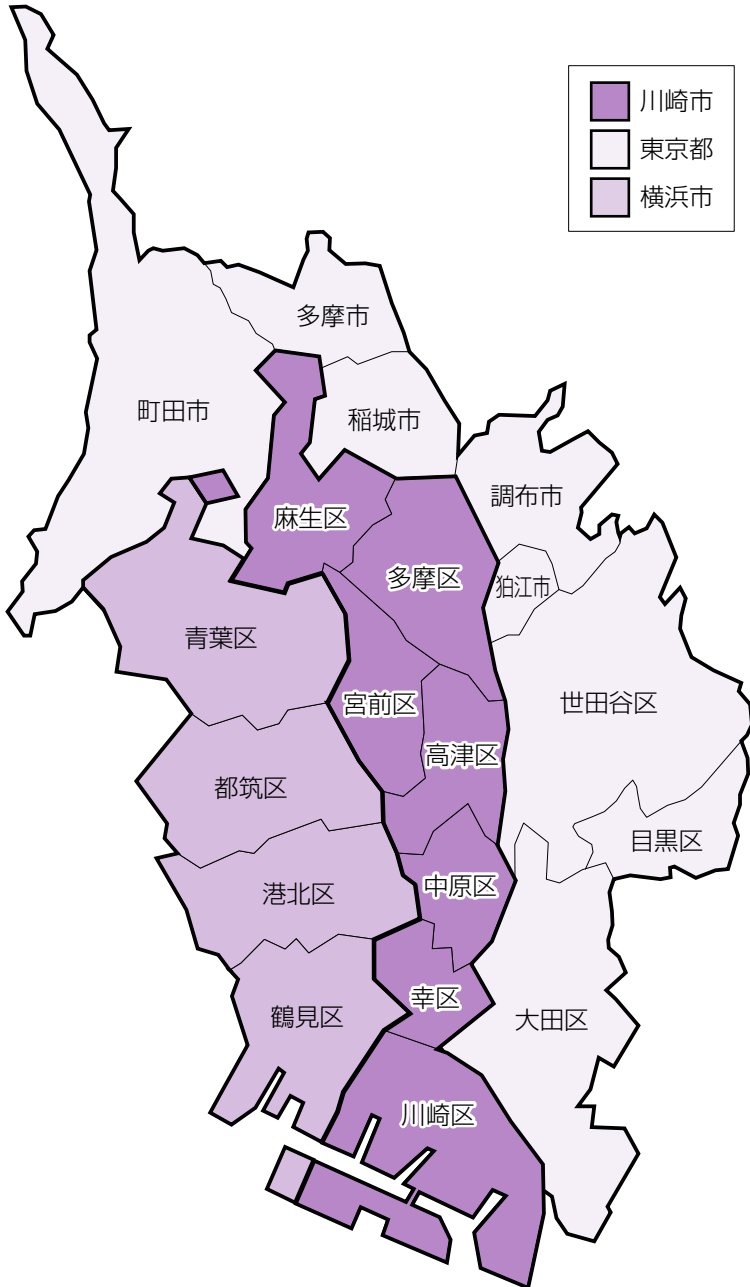 川崎市
東京都
横浜市
多摩市
町田市
稲城市
調布市
麻生区
多摩区
狛江市
青葉区
宮前区
世田谷区
高津区
都筑区
目黒区
中原区
港北区
幸区
鶴見区
大田区
川崎区